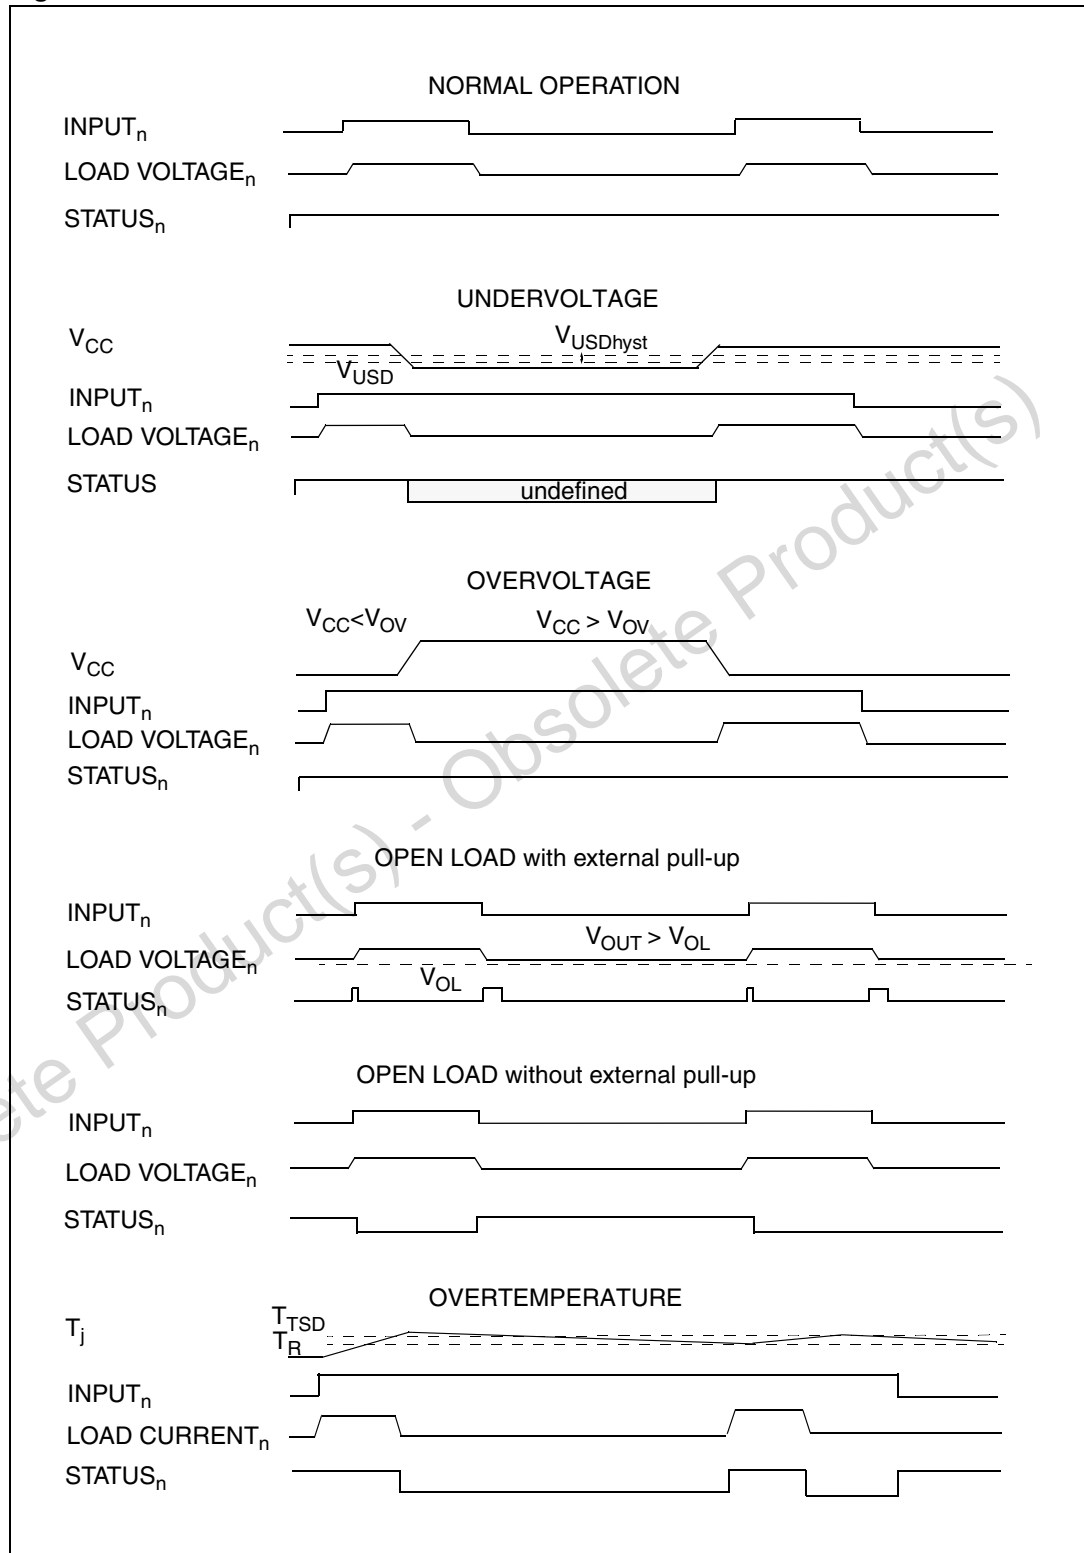 NORMAL OPERATION
INPUTn
LOAD VOLTAGEn
STATUSn
UNDERVOLTAGE
VCC
VUSDhyst
VUSD
INPUTn
LOAD VOLTAGEn
STATUS
undefined
OVERVOLTAGE
VCC<VOV
VCC > VOV
VCC
INPUTn
LOAD VOLTAGEn
STATUSn
OPEN LOAD with external pull-up
INPUTn
VOUT > VOL
LOAD VOLTAGEn
VOL
STATUSn
OPEN LOAD without external pull-up
INPUTn
LOAD VOLTAGEn
STATUSn
OVERTEMPERATURE
Tj
TTSD
TR
INPUTn
LOAD CURRENTn
STATUSn
ete Product(s) - Obsolete Product(s)